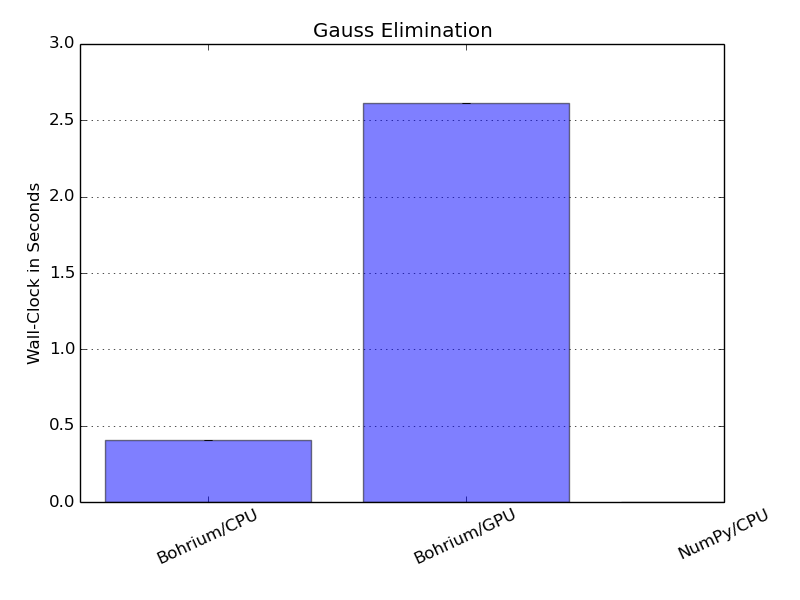 Gauss Elimination
3.0
2.5
2.0
1.5
1.0
0.5
0.0
Wall-Clock in Seconds
Bohrium/CPU
Bohrium/GPU
NumPy/CPU